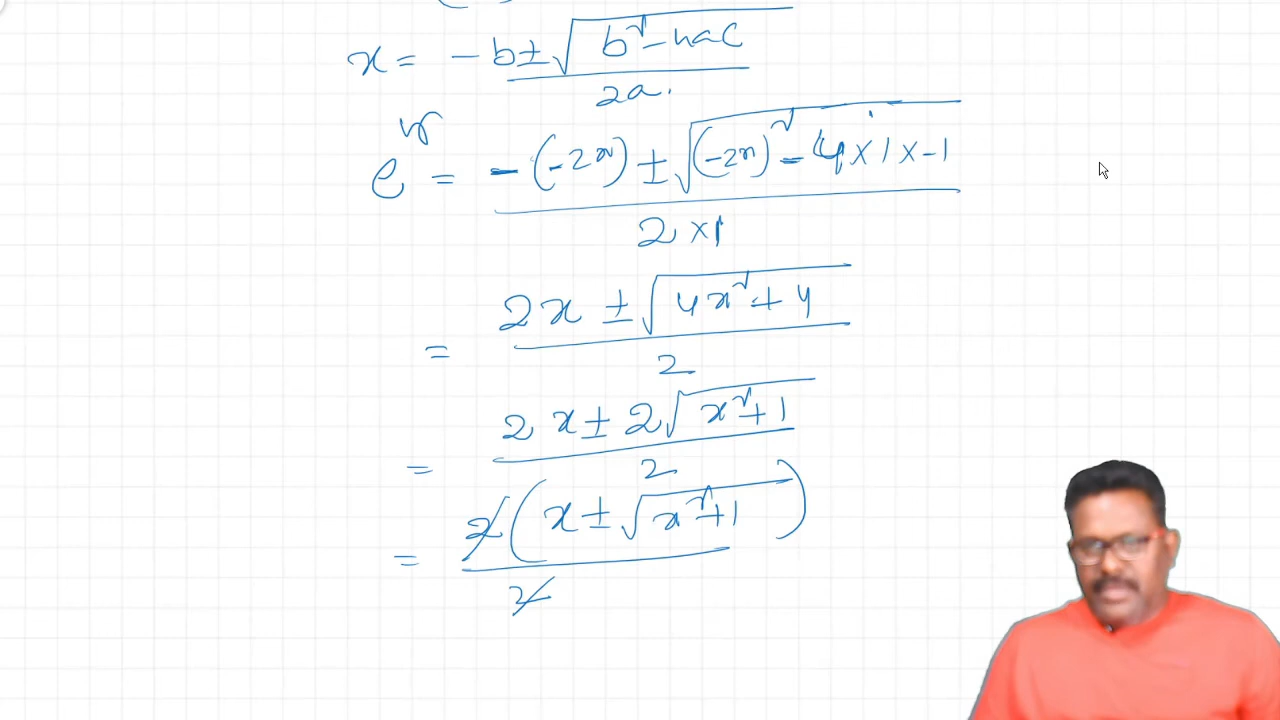 x = -b ± √(b² - 4ac) / 2a.
e^y = -(-2x) ± √((-2x)² - 4 × 1 × -1) / 2 × 1
= 2x ± √(4x² + 4) / 2
= 2x ± 2√(x² + 1) / 2
= 2(x ± √(x² + 1)) / 2